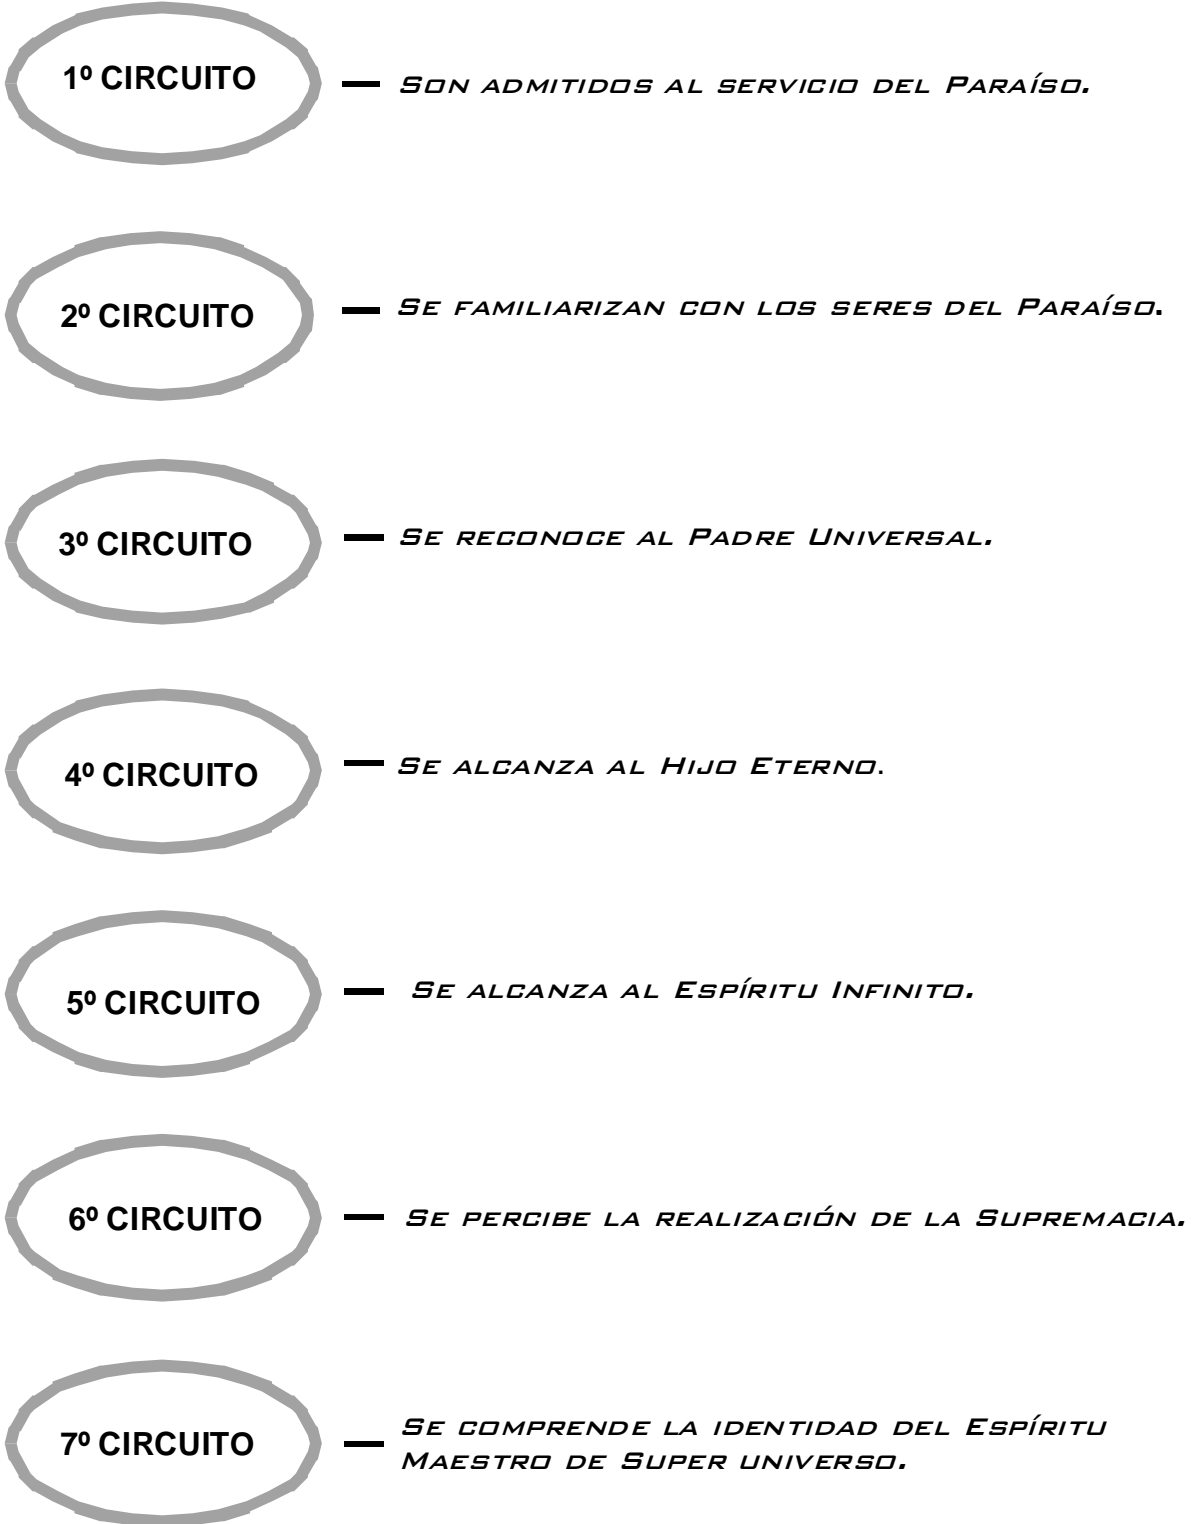 1º CIRCUITO — Son admitidos al servicio del Paraíso.
2º CIRCUITO — Se familiarizan con los seres del Paraíso.
3º CIRCUITO — Se reconoce al Padre Universal.
4º CIRCUITO — Se alcanza al Hijo Eterno.
5º CIRCUITO — Se alcanza al Espíritu Infinito.
6º CIRCUITO — Se percibe la realización de la Supremacia.
7º CIRCUITO — Se comprende la identidad del Espíritu
Maestro de Super universo.